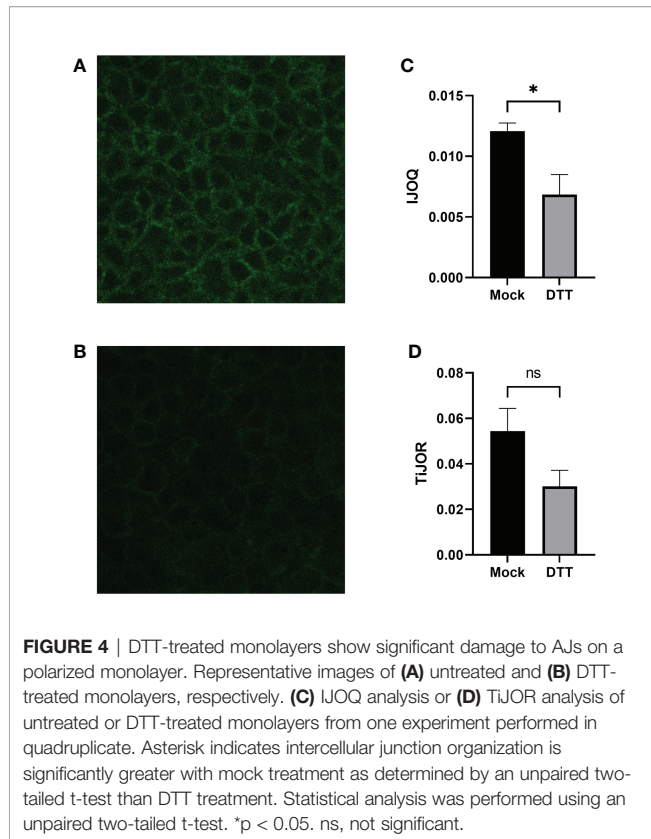 A
B
C
IJOQ
0.015
0.010
0.005
0.000
*
Mock DTT
D
TiJOR
0.08
0.06
0.04
0.02
0.00
ns
Mock DTT
FIGURE 4 | DTT-treated monolayers show significant damage to AJs on a
polarized monolayer. Representative images of (A) untreated and (B) DTT-
treated monolayers, respectively. (C) IJOQ analysis or (D) TiJOR analysis of
untreated or DTT-treated monolayers from one experiment performed in
quadruplicate. Asterisk indicates intercellular junction organization is
significantly greater with mock treatment as determined by an unpaired two-
tailed t-test than DTT treatment. Statistical analysis was performed using an
unpaired two-tailed t-test. *p < 0.05. ns, not significant.